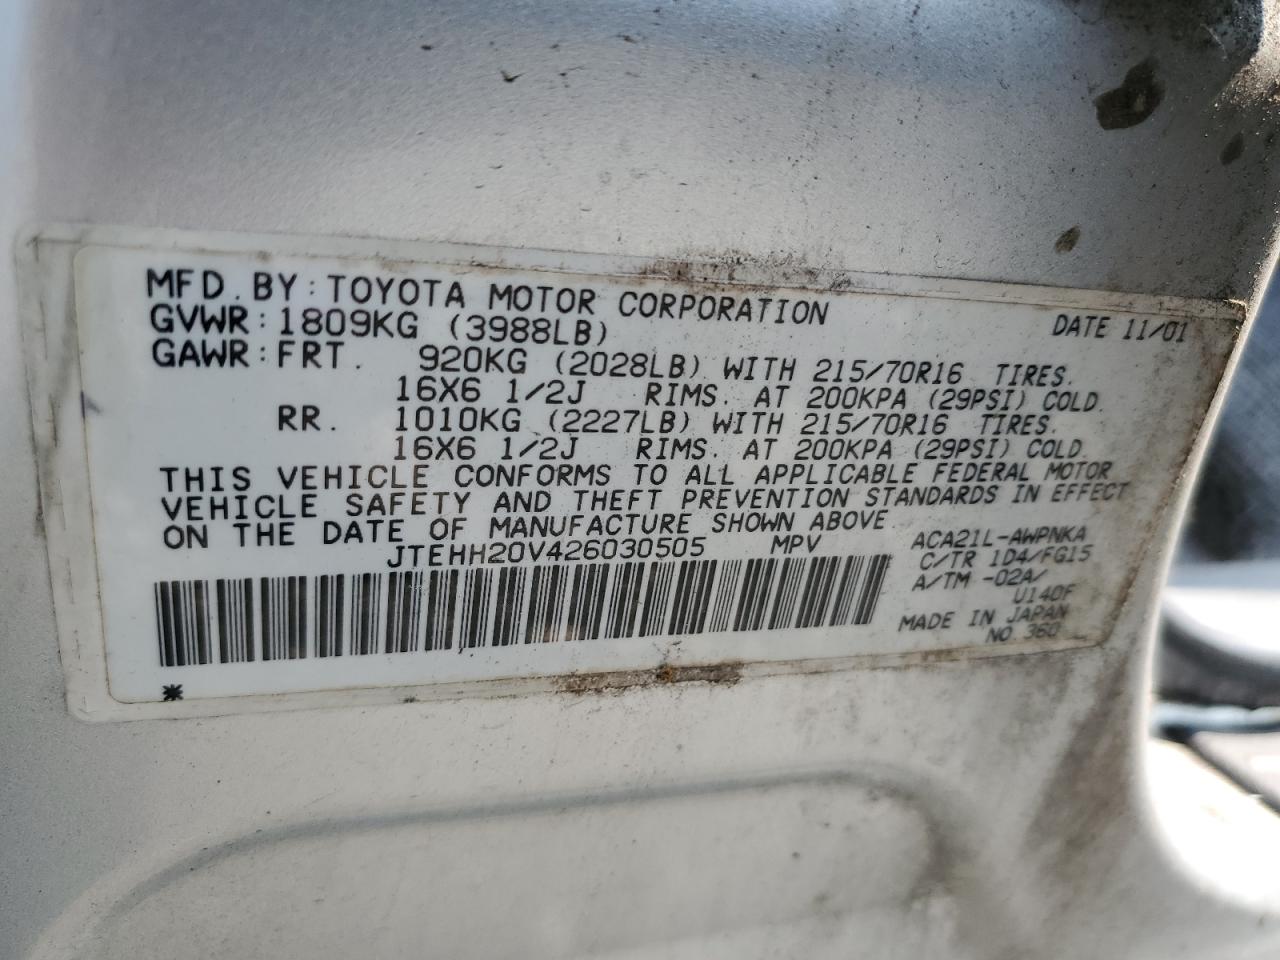 MFD. BY: TOYOTA MOTOR CORPORATION DATE 11/01
GVWR: 1809KG (3988LB)
GAWR: FRT. 920KG (2028LB) WITH 215/70R16 TIRES.
16X6 1/2J RIMS. AT 200KPA (29PSI) COLD.
RR. 1010KG (2227LB) WITH 215/70R16 TIRES.
16X6 1/2J RIMS. AT 200KPA (29PSI) COLD.
THIS VEHICLE CONFORMS TO ALL APPLICABLE FEDERAL MOTOR
VEHICLE SAFETY AND THEFT PREVENTION STANDARDS IN EFFECT
ON THE DATE OF MANUFACTURE SHOWN ABOVE.
JTEHH20V426030505 MPV
ACA21L-AWPNKA
C/TR 1D4/FG15
A/TM -02A/
U140F
MADE IN JAPAN
NO. 360
*